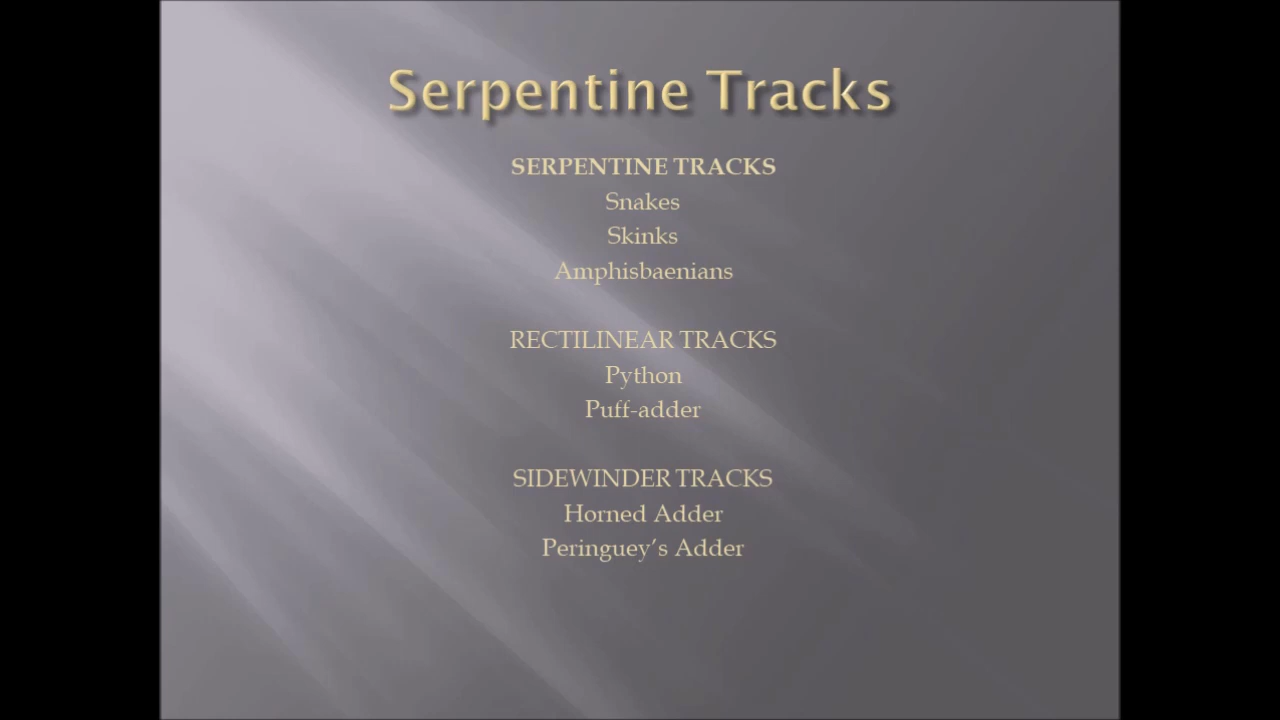 Serpentine Tracks
SERPENTINE TRACKS
Snakes
Skinks
Amphisbaenians
RECTILINEAR TRACKS
Python
Puff-adder
SIDEWINDER TRACKS
Horned Adder
Peringuey’s Adder